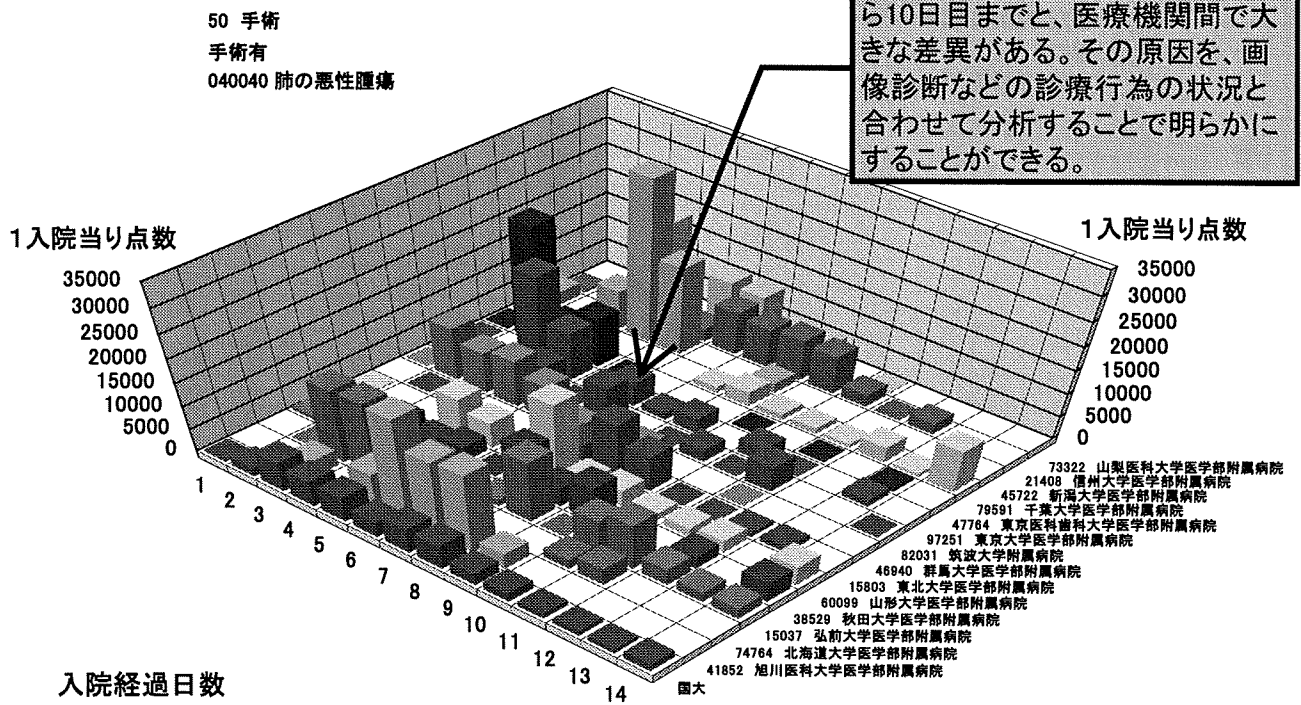 50 手術
手術有
040040 肺の悪性腫瘍
ら10日目までと、医療機関間で大
きな差異がある。その原因を、画
像診断などの診療行為の状況と
合わせて分析することで明らかに
することができる。
1入院当り点数
35000
30000
25000
20000
15000
10000
5000
0
1入院当り点数
35000
30000
25000
20000
15000
10000
5000
0
1
2
3
4
5
6
7
8
9
10
11
12
13
14
73322 山梨医科大学医学部附属病院
21408 信州大学医学部附属病院
45722 新潟大学医学部附属病院
79591 千葉大学医学部附属病院
47764 東京医科歯科大学医学部附属病院
97251 東京大学医学部附属病院
82031 筑波大学附属病院
46940 群馬大学医学部附属病院
15803 東北大学医学部附属病院
60099 山形大学医学部附属病院
38529 秋田大学医学部附属病院
15037 弘前大学医学部附属病院
74764 北海道大学医学部附属病院
41852 旭川医科大学医学部附属病院
国大
入院経過日数